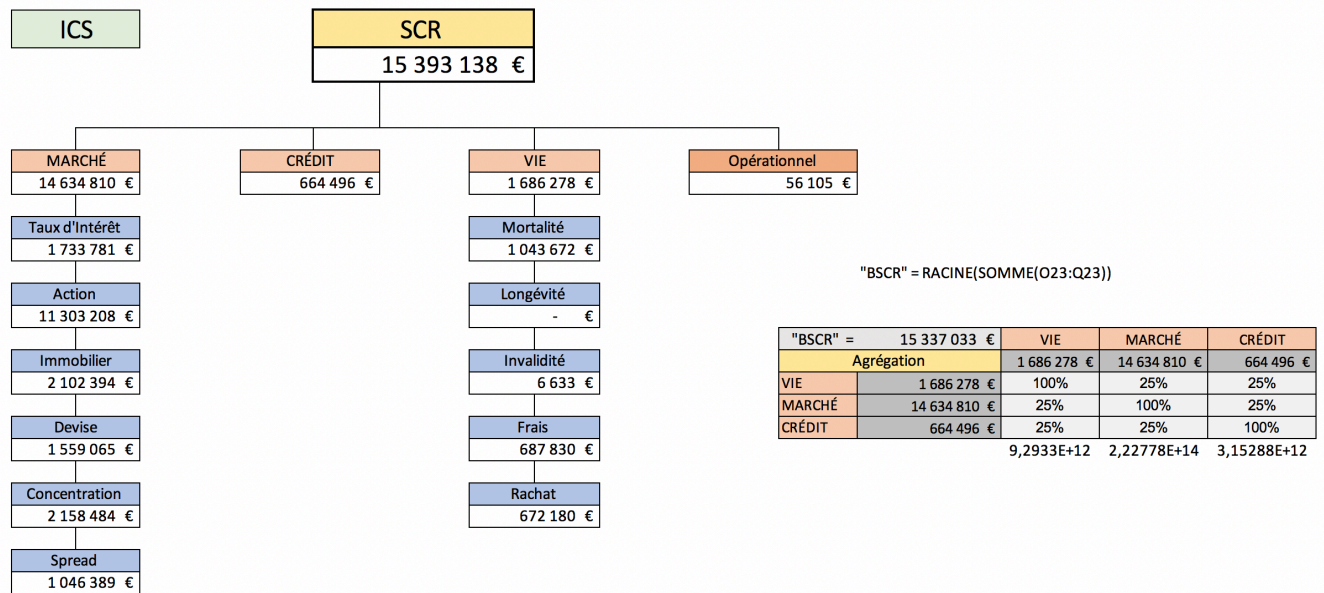 ICS
SCR
15 393 138 €
MARCHÉ
14 634 810 €
CRÉDIT
664 496 €
VIE
1 686 278 €
Opérationnel
56 105 €
Taux d'Intérêt
1 733 781 €
Action
11 303 208 €
Immobilier
2 102 394 €
Devise
1 559 065 €
Concentration
2 158 484 €
Spread
1 046 389 €
Mortalité
1 043 672 €
Longévité
- €
Invalidité
6 633 €
Frais
687 830 €
Rachat
672 180 €
"BSCR" = RACINE(SOMME(O23:Q23))
"BSCR" = 15 337 033 € VIE MARCHÉ CRÉDIT
Agrégation 1 686 278 € 14 634 810 € 664 496 €
VIE 1 686 278 € 100% 25% 25%
MARCHÉ 14 634 810 € 25% 100% 25%
CRÉDIT 664 496 € 25% 25% 100%
9,2933E+12 2,22778E+14 3,15288E+12